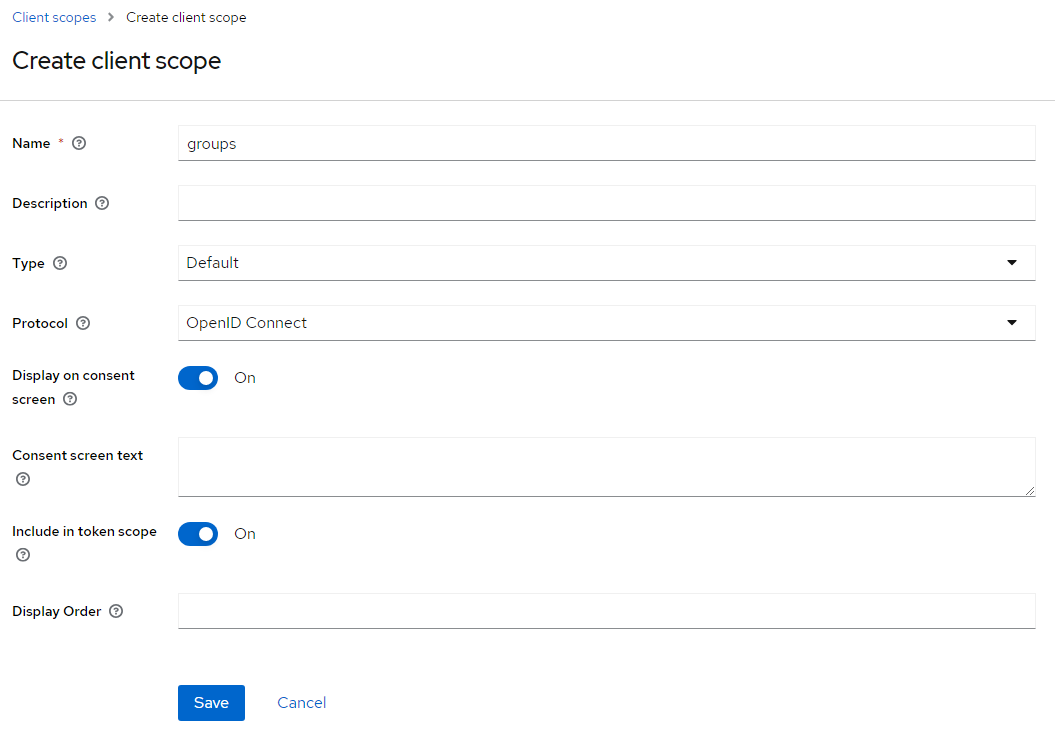 Client scopes > Create client scope
Create client scope
Name * ?
groups
Description ?
Type ?
Default
Protocol ?
OpenID Connect
Display on consent
screen ?
On
Consent screen text
?
Include in token scope
?
On
Display Order ?
Save Cancel